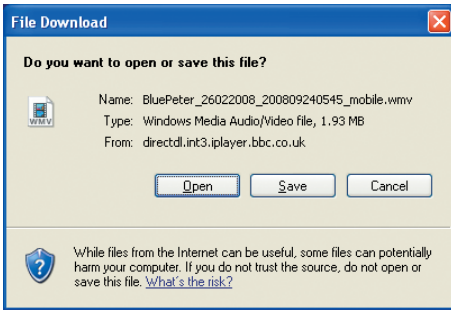 File Download
Do you want to open or save this file?
WMV
Name: BluePeter_26022008_200809240545_mobile.wmv
Type: Windows Media Audio/Video file, 1.93 MB
From: directdl.int3.iplayer.bbc.co.uk
Open Save Cancel
While files from the Internet can be useful, some files can potentially
harm your computer. If you do not trust the source, do not open or
save this file. What's the risk?